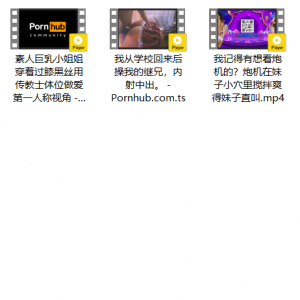 Porn hub
community
Player
Player
Player
素人巨乳小姐姐
穿着过膝黑丝用
传教士体位做爱
第一人称视角 -...
我从学校回来后
操我的继兄，内
射中出。 -
Pornhub.com.ts
我记得有想看炮
机的？炮机在妹
子小穴里搅拌爽
得妹子直叫.mp4